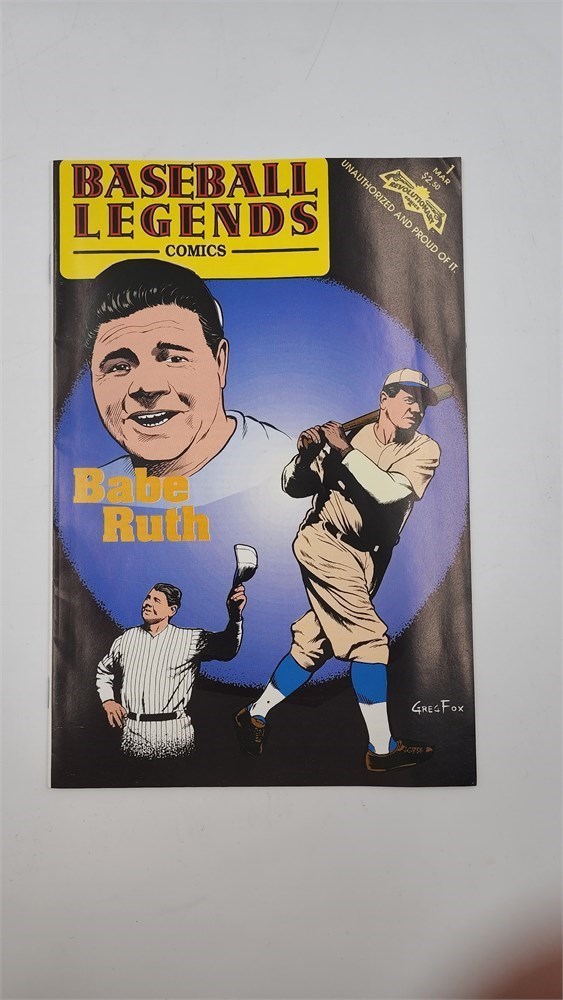 BASEBALL
LEGENDS
COMICS
1
MAR
$2.50
REVOLUTIONARY
UNAUTHORIZED AND PROUD OF IT.
Babe
Ruth
GREG FOX